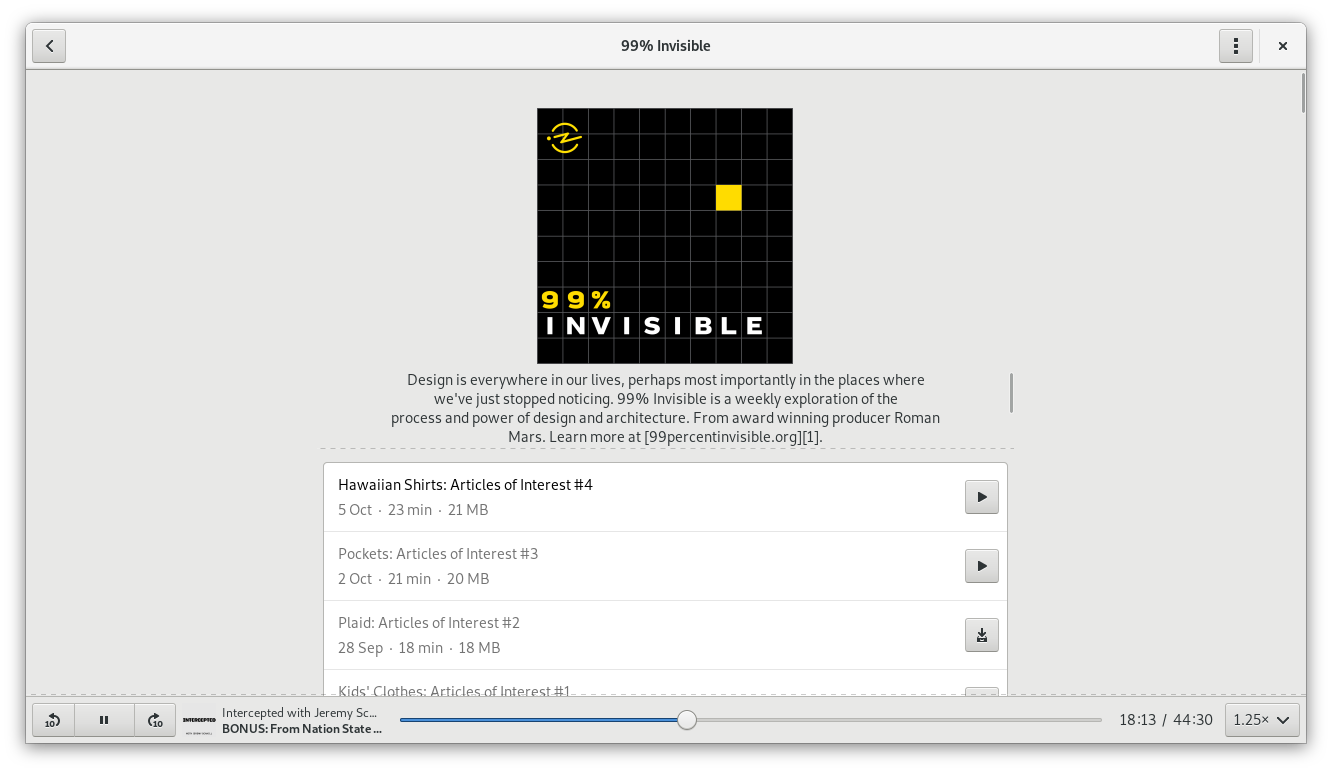 99% Invisible
99%
INVISIBLE
Design is everywhere in our lives, perhaps most importantly in the places where
we've just stopped noticing. 99% Invisible is a weekly exploration of the
process and power of design and architecture. From award winning producer Roman
Mars. Learn more at [99percentinvisible.org][1].
Hawaiian Shirts: Articles of Interest #4
5 Oct · 23 min · 21 MB
Pockets: Articles of Interest #3
2 Oct · 21 min · 20 MB
Plaid: Articles of Interest #2
28 Sep · 18 min · 18 MB
Kids' Clothes: Articles of Interest #1
10
10
INTERCEPTED
Intercepted with Jeremy Sc...
BONUS: From Nation State ...
18:13 / 44:30
1.25×